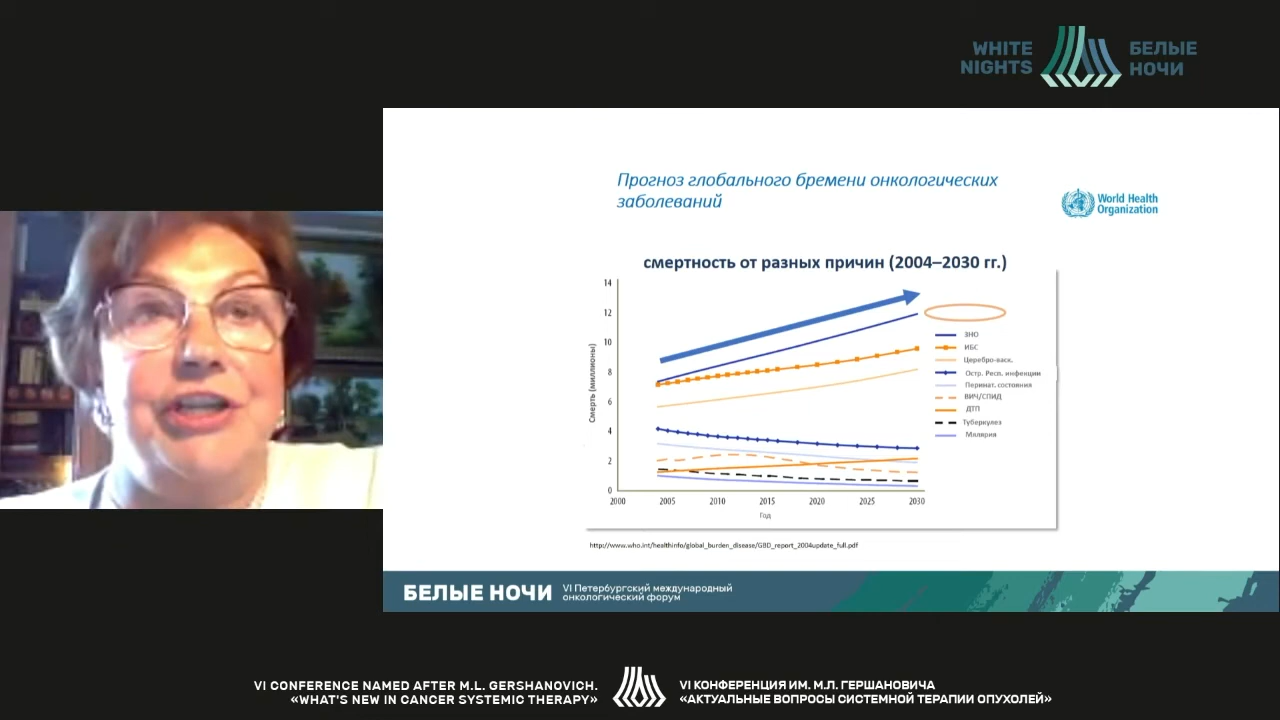 WHITE
NIGHTS
БЕЛЫЕ
НОЧИ
Прогноз глобального бремени онкологических
заболеваний
World Health
Organization
смертность от разных причин (2004–2030 гг.)
14
12
10
8
6
4
2
0
Смерть (миллионы)
2000
2005
2010
2015
2020
2025
2030
Год
ЗНО
ИБС
Церебро-васк.
Остр. Респ. инфекции
Перинат. состояния
ВИЧ/СПИД
ДТП
Туберкулез
Малярия
http://www.who.int/healthinfo/global_burden_disease/GBD_report_2004update_full.pdf
БЕЛЫЕ НОЧИ
VI Петербургский международный
онкологический форум
VI CONFERENCE NAMED AFTER M.L. GERSHANOVICH.
«WHAT'S NEW IN CANCER SYSTEMIC THERAPY»
VI КОНФЕРЕНЦИЯ ИМ. М.Л. ГЕРШАНОВИЧА
«АКТУАЛЬНЫЕ ВОПРОСЫ СИСТЕМНОЙ ТЕРАПИИ ОПУХОЛЕЙ»